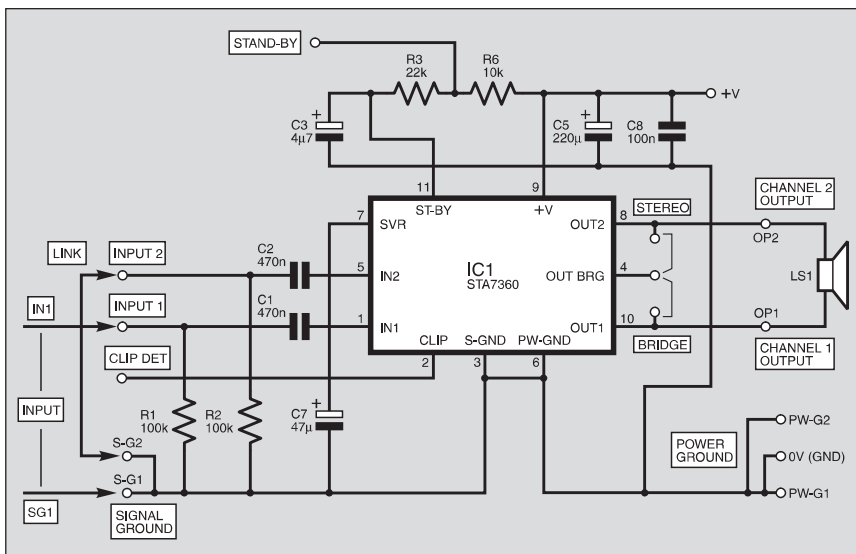 STAND-BY
R3
22k
R6
10k
+V
C3
4µ7
+
C5
220µ
+
C8
100n
11
9
ST-BY
+V
7
SVR
STEREO
8
OUT2
CHANNEL 2
OUTPUT
OP2
LINK
INPUT 2
C2
470n
5
IN2
IC1
STA7360
OUT BRG
4
LS1
IN1
INPUT 1
C1
470n
1
IN1
OUT1
10
OP1
CLIP
S-GND
PW-GND
BRIDGE
CHANNEL 1
OUTPUT
CLIP DET
2
3
6
INPUT
R1
100k
R2
100k
C7
47µ
+
PW-G2
S-G2
POWER
GROUND
0V (GND)
S-G1
PW-G1
SG1
SIGNAL
GROUND